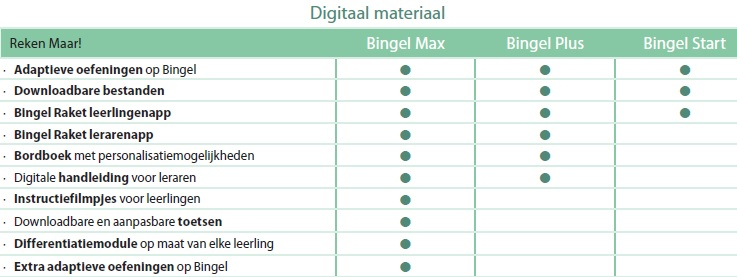 Digitaal materiaal
Reken Maar! Bingel Max Bingel Plus Bingel Start
· Adaptieve oefeningen op Bingel ● ● ●
· Downloadbare bestanden ● ● ●
· Bingel Raket leerlingenapp ● ● ●
· Bingel Raket lerarenapp ● ●
· Bordboek met personalisatiemogelijkheden ● ●
· Digitale handleiding voor leraren ● ●
· Instructiefilmpjes voor leerlingen ●
· Downloadbare en aanpasbare toetsen ●
· Differentiatiemodule op maat van elke leerling ●
· Extra adaptieve oefeningen op Bingel ●